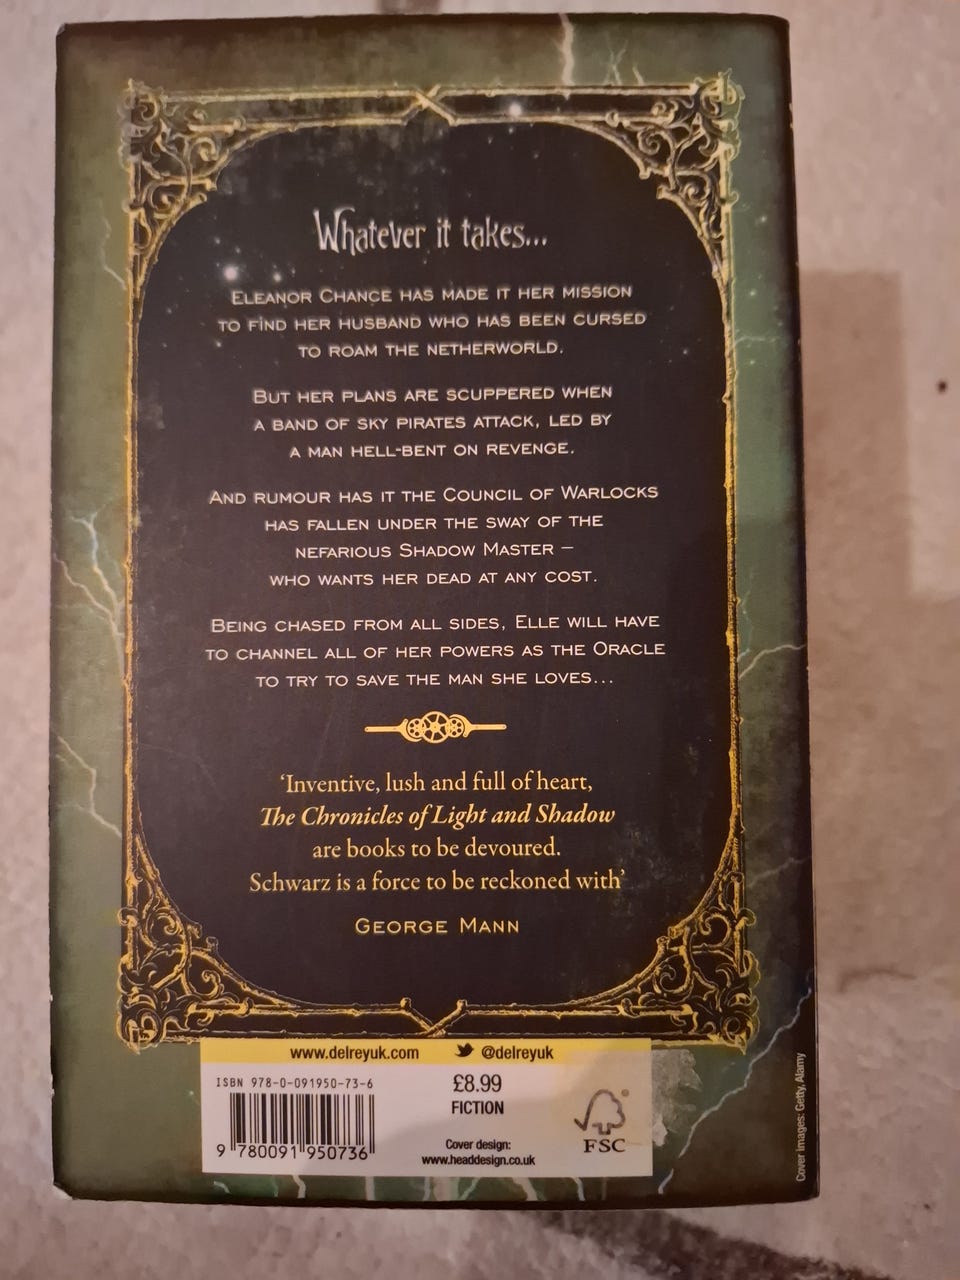 Whatever it takes...
Eleanor Chance has made it her mission
to find her husband who has been cursed
to roam the netherworld.
But her plans are scuppered when
a band of sky pirates attack, led by
a man hell-bent on revenge.
And rumour has it the Council of Warlocks
has fallen under the sway of the
nefarious Shadow Master –
who wants her dead at any cost.
Being chased from all sides, Elle will have
to channel all of her powers as the Oracle
to try to save the man she loves...
‘Inventive, lush and full of heart,
The Chronicles of Light and Shadow
are books to be devoured.
Schwarz is a force to be reckoned with’
George Mann
www.delreyuk.com @delreyuk
ISBN 978-0-091950-73-6
9 780091 950736
£8.99
FICTION
Cover design:
www.headdesign.co.uk
FSC
Cover images: Getty, Alamy